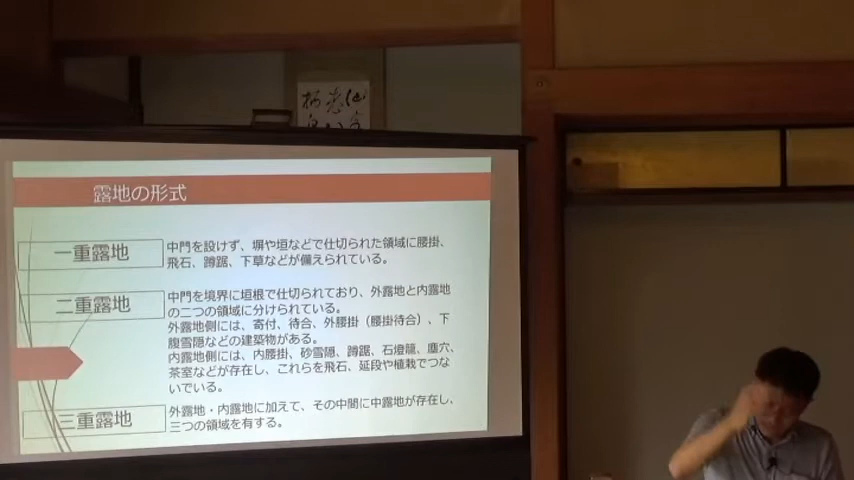 露地の形式
一重露地
中門を設けず、塀や垣などで仕切られた領域に腰掛、
飛石、蹲踞、下草などが備えられている。
二重露地
中門を境界に垣根で仕切られており、外露地と内露地
の二つの領域に分けられている。
外露地側には、寄付、待合、外腰掛（腰掛待合）、下
腹雪隠などの建築物がある。
内露地側には、内腰掛、砂雪隠、蹲踞、石燈籠、塵穴、
茶室などが存在し、これらを飛石、延段や植栽でつな
いでいる。
三重露地
外露地・内露地に加えて、その中間に中露地が存在し、
三つの領域を有する。